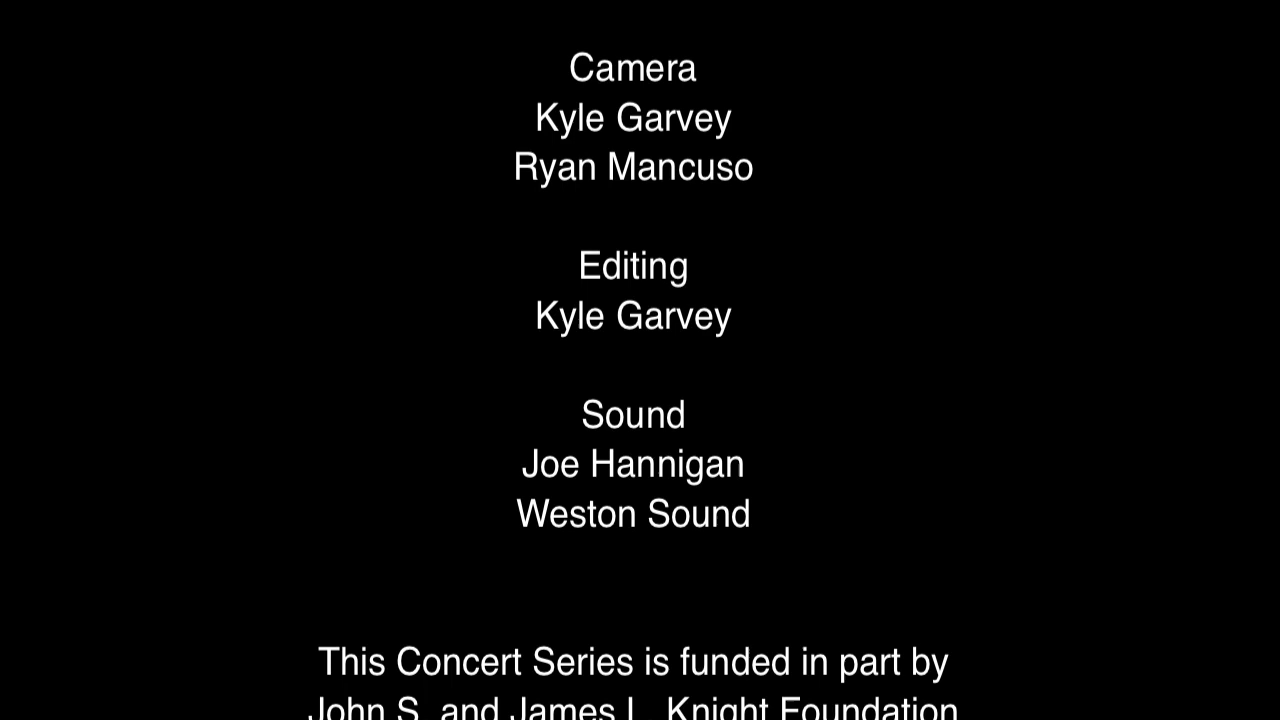 Camera
Kyle Garvey
Ryan Mancuso
Editing
Kyle Garvey
Sound
Joe Hannigan
Weston Sound
This Concert Series is funded in part by
John S. and James L. Knight Foundation